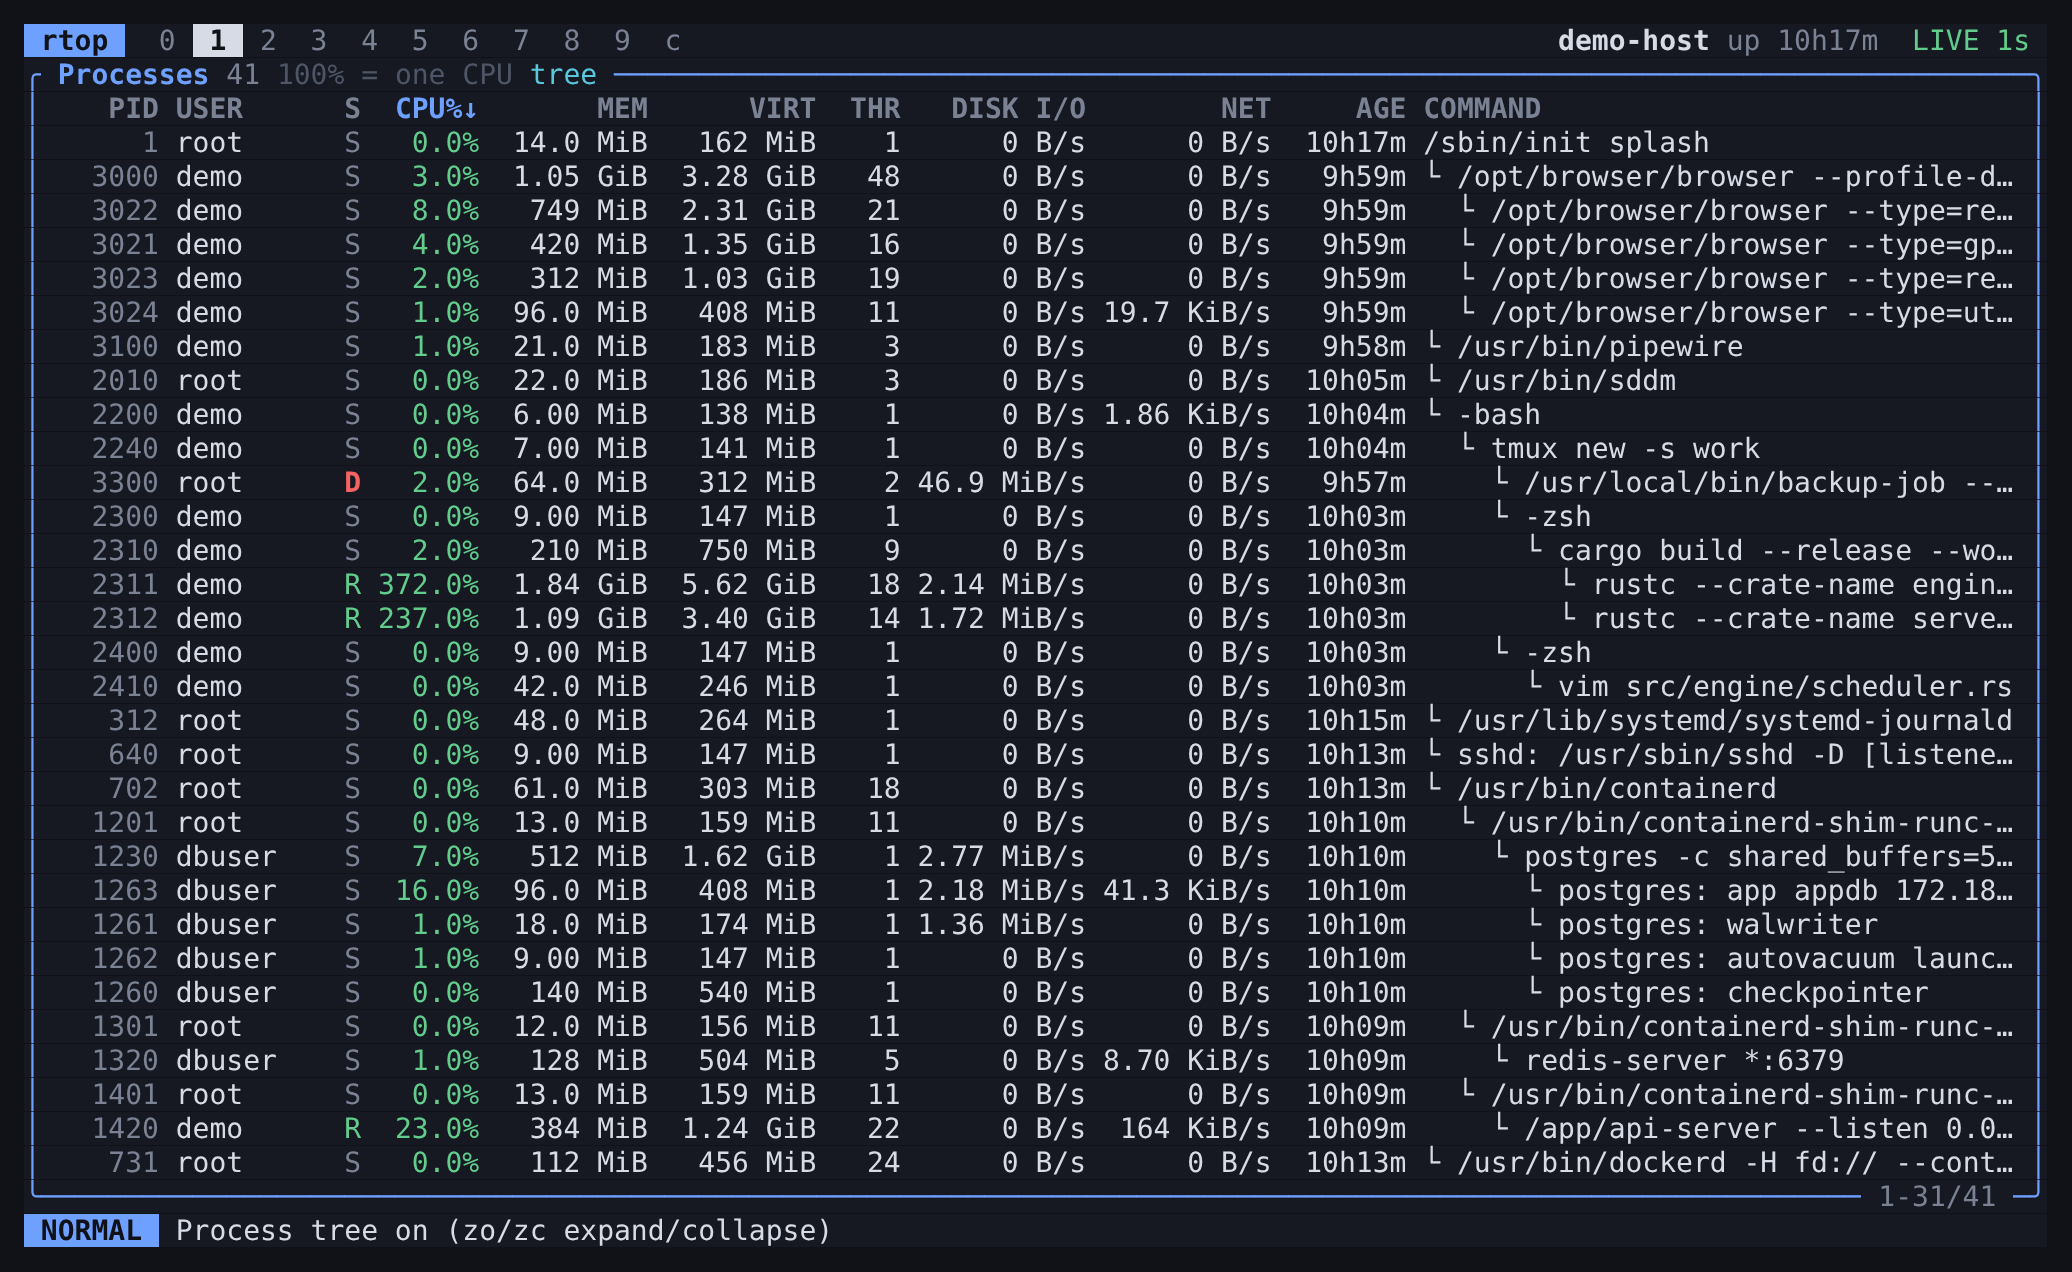 rtop 0 1 2 3 4 5 6 7 8 9 c demo-host up 10h17m LIVE 1s
Processes 41 100% = one CPU tree
PID USER S CPU%↓ MEM VIRT THR DISK I/O NET AGE COMMAND
1 root S 0.0% 14.0 MiB 162 MiB 1 0 B/s 0 B/s 10h17m /sbin/init splash
3000 demo S 3.0% 1.05 GiB 3.28 GiB 48 0 B/s 0 B/s 9h59m └ /opt/browser/browser --profile-d…
3022 demo S 8.0% 749 MiB 2.31 GiB 21 0 B/s 0 B/s 9h59m └ /opt/browser/browser --type=re…
3021 demo S 4.0% 420 MiB 1.35 GiB 16 0 B/s 0 B/s 9h59m └ /opt/browser/browser --type=gp…
3023 demo S 2.0% 312 MiB 1.03 GiB 19 0 B/s 0 B/s 9h59m └ /opt/browser/browser --type=re…
3024 demo S 1.0% 96.0 MiB 408 MiB 11 0 B/s 19.7 KiB/s 9h59m └ /opt/browser/browser --type=ut…
3100 demo S 1.0% 21.0 MiB 183 MiB 3 0 B/s 0 B/s 9h58m └ /usr/bin/pipewire
2010 root S 0.0% 22.0 MiB 186 MiB 3 0 B/s 0 B/s 10h05m └ /usr/bin/sddm
2200 demo S 0.0% 6.00 MiB 138 MiB 1 0 B/s 1.86 KiB/s 10h04m └ -bash
2240 demo S 0.0% 7.00 MiB 141 MiB 1 0 B/s 0 B/s 10h04m └ tmux new -s work
3300 root D 2.0% 64.0 MiB 312 MiB 2 46.9 MiB/s 0 B/s 9h57m └ /usr/local/bin/backup-job --…
2300 demo S 0.0% 9.00 MiB 147 MiB 1 0 B/s 0 B/s 10h03m └ -zsh
2310 demo S 2.0% 210 MiB 750 MiB 9 0 B/s 0 B/s 10h03m └ cargo build --release --wo…
2311 demo R 372.0% 1.84 GiB 5.62 GiB 18 2.14 MiB/s 0 B/s 10h03m └ rustc --crate-name engin…
2312 demo R 237.0% 1.09 GiB 3.40 GiB 14 1.72 MiB/s 0 B/s 10h03m └ rustc --crate-name serve…
2400 demo S 0.0% 9.00 MiB 147 MiB 1 0 B/s 0 B/s 10h03m └ -zsh
2410 demo S 0.0% 42.0 MiB 246 MiB 1 0 B/s 0 B/s 10h03m └ vim src/engine/scheduler.rs
312 root S 0.0% 48.0 MiB 264 MiB 1 0 B/s 0 B/s 10h15m └ /usr/lib/systemd/systemd-journald
640 root S 0.0% 9.00 MiB 147 MiB 1 0 B/s 0 B/s 10h13m └ sshd: /usr/sbin/sshd -D [listene…
702 root S 0.0% 61.0 MiB 303 MiB 18 0 B/s 0 B/s 10h13m └ /usr/bin/containerd
1201 root S 0.0% 13.0 MiB 159 MiB 11 0 B/s 0 B/s 10h10m └ /usr/bin/containerd-shim-runc-…
1230 dbuser S 7.0% 512 MiB 1.62 GiB 1 2.77 MiB/s 0 B/s 10h10m └ postgres -c shared_buffers=5…
1263 dbuser S 16.0% 96.0 MiB 408 MiB 1 2.18 MiB/s 41.3 KiB/s 10h10m └ postgres: app appdb 172.18…
1261 dbuser S 1.0% 18.0 MiB 174 MiB 1 1.36 MiB/s 0 B/s 10h10m └ postgres: walwriter
1262 dbuser S 1.0% 9.00 MiB 147 MiB 1 0 B/s 0 B/s 10h10m └ postgres: autovacuum launc…
1260 dbuser S 0.0% 140 MiB 540 MiB 1 0 B/s 0 B/s 10h10m └ postgres: checkpointer
1301 root S 0.0% 12.0 MiB 156 MiB 11 0 B/s 0 B/s 10h09m └ /usr/bin/containerd-shim-runc-…
1320 dbuser S 1.0% 128 MiB 504 MiB 5 0 B/s 8.70 KiB/s 10h09m └ redis-server *:6379
1401 root S 0.0% 13.0 MiB 159 MiB 11 0 B/s 0 B/s 10h09m └ /usr/bin/containerd-shim-runc-…
1420 demo R 23.0% 384 MiB 1.24 GiB 22 0 B/s 164 KiB/s 10h09m └ /app/api-server --listen 0.0…
731 root S 0.0% 112 MiB 456 MiB 24 0 B/s 0 B/s 10h13m └ /usr/bin/dockerd -H fd:// --cont…
1-31/41
NORMAL Process tree on (zo/zc expand/collapse)